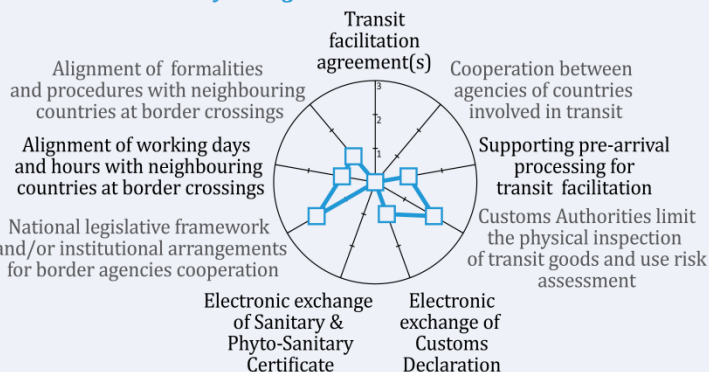 Transit
facilitation
agreement(s)
3
2
1
Cooperation between
agencies of countries
involved in transit
Supporting pre-arrival
processing for
transit facilitation
Customs Authorities limit
the physical inspection
of transit goods and use risk
assessment
Electronic
exchange of
Customs
Declaration
Electronic exchange
of Sanitary &
Phyto-Sanitary
Certificate
National legislative framework
and/or institutional arrangements
for border agencies cooperation
Alignment of working days
and hours with neighbouring
countries at border crossings
Alignment of formalities
and procedures with neighbouring
countries at border crossings